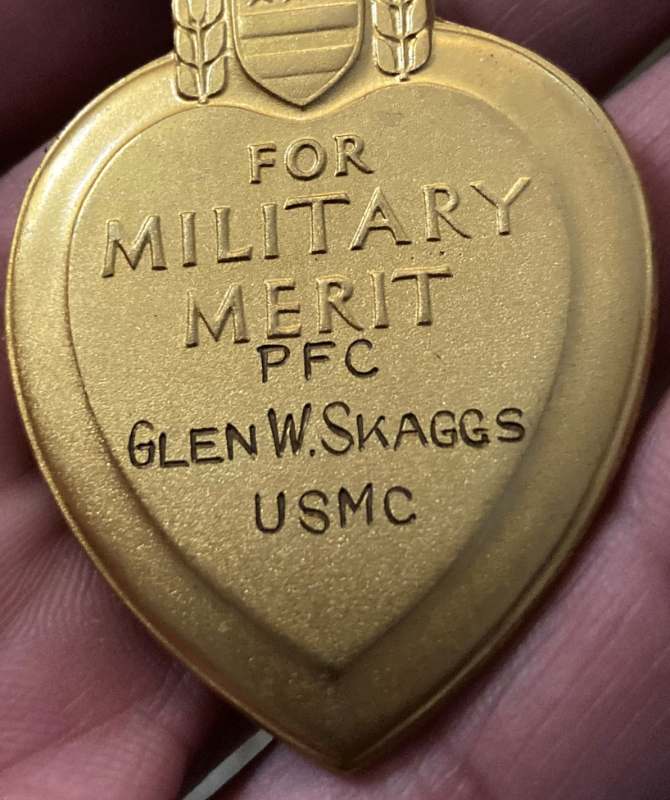 FOR
MILITARY
MERIT
PFC
GLEN W. SKAGGS
USMC